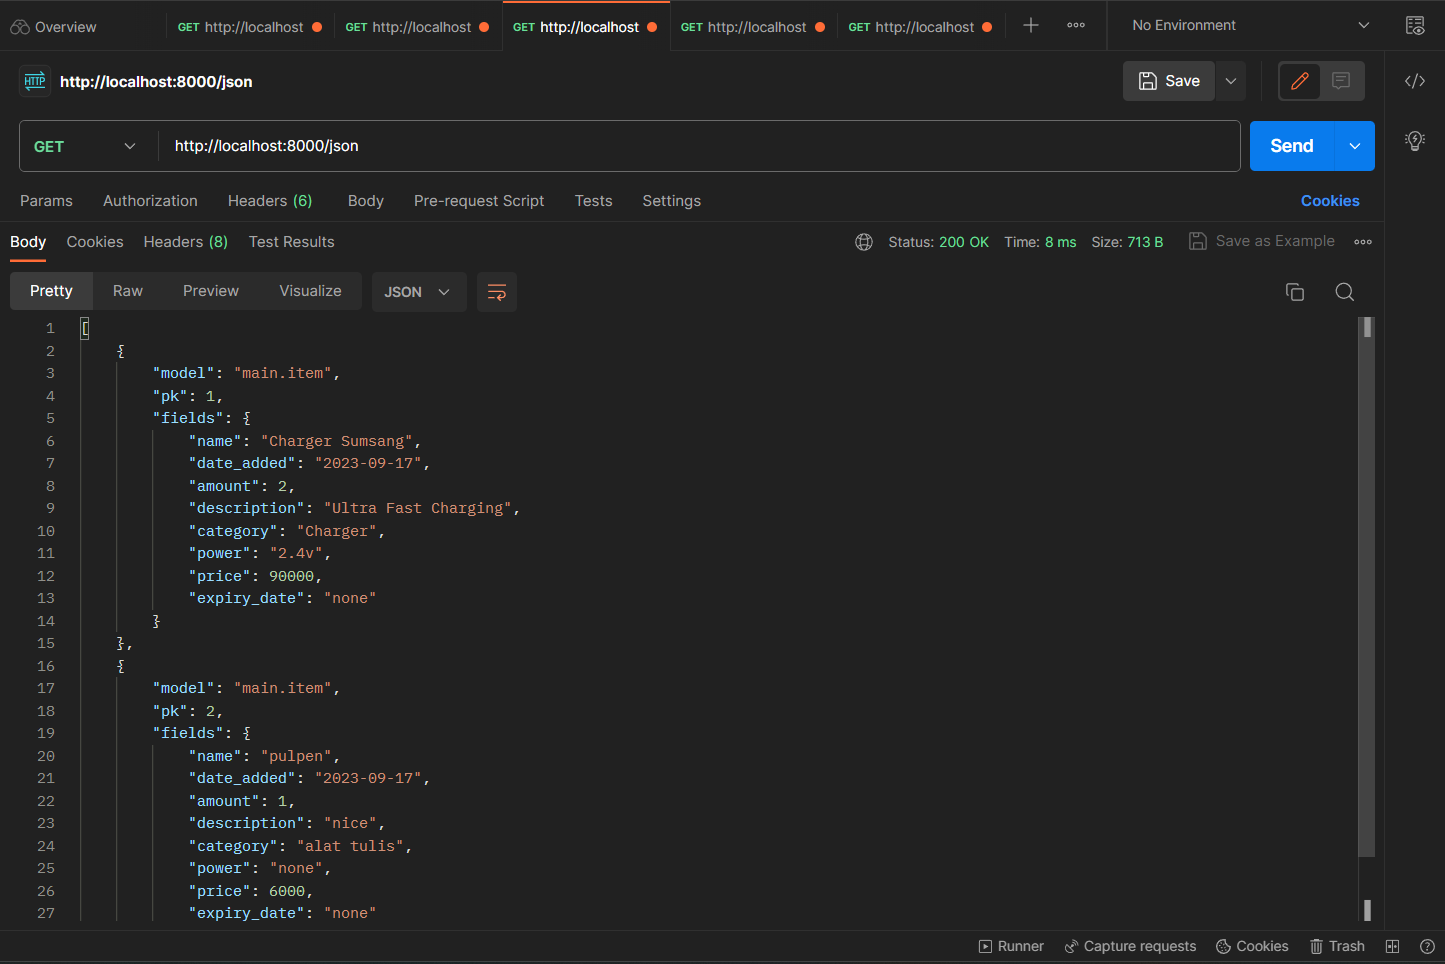 Overview GET http://localhost GET http://localhost GET http://localhost GET http://localhost GET http://localhost No Environment
HTTP http://localhost:8000/json Save
GET http://localhost:8000/json Send
Params Authorization Headers (6) Body Pre-request Script Tests Settings Cookies
Body Cookies Headers (8) Test Results Status: 200 OK Time: 8 ms Size: 713 B Save as Example
Pretty Raw Preview Visualize JSON
1 [
2 {
3 "model": "main.item",
4 "pk": 1,
5 "fields": {
6 "name": "Charger Sumsang",
7 "date_added": "2023-09-17",
8 "amount": 2,
9 "description": "Ultra Fast Charging",
10 "category": "Charger",
11 "power": "2.4v",
12 "price": 90000,
13 "expiry_date": "none"
14 }
15 },
16 {
17 "model": "main.item",
18 "pk": 2,
19 "fields": {
20 "name": "pulpen",
21 "date_added": "2023-09-17",
22 "amount": 1,
23 "description": "nice",
24 "category": "alat tulis",
25 "power": "none",
26 "price": 6000,
27 "expiry_date": "none"
Runner Capture requests Cookies Trash